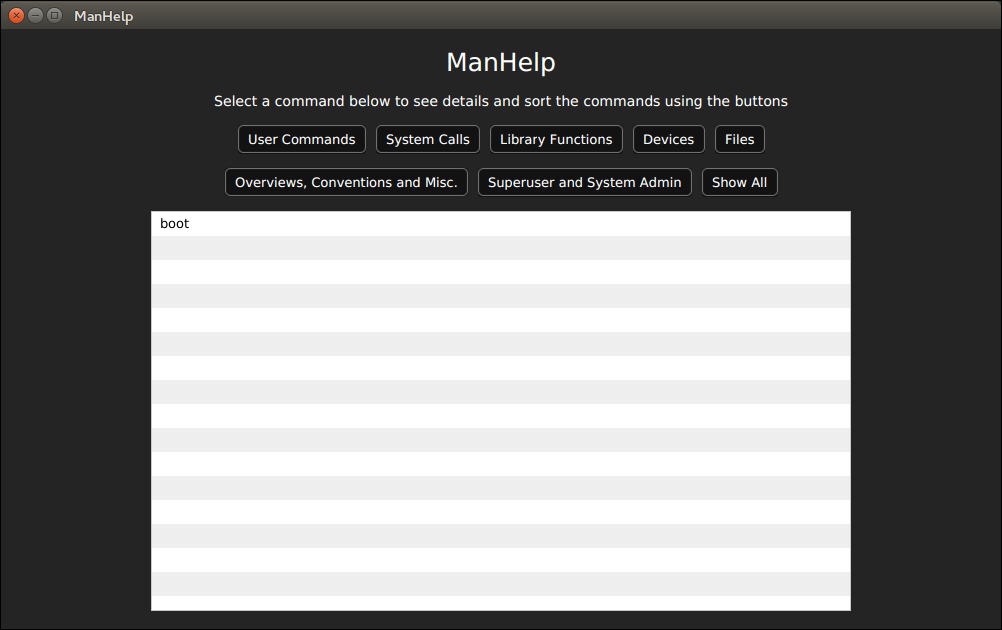 ManHelp
ManHelp
Select a command below to see details and sort the commands using the buttons
User Commands System Calls Library Functions Devices Files
Overviews, Conventions and Misc. Superuser and System Admin Show All
boot